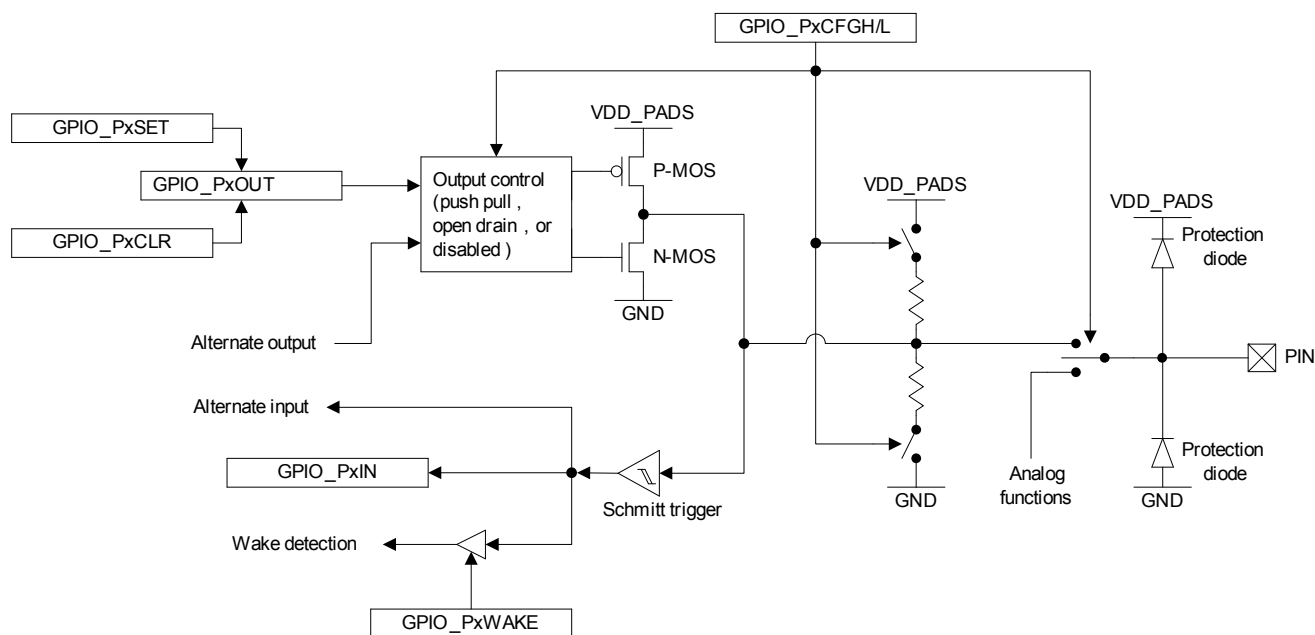 GPIO_PxCFGH/L
VDD_PADS
GPIO_PxSET
P-MOS
GPIO_PxOUT
Output control
(push pull ,
open drain , or
disabled )
VDD_PADS
VDD_PADS
Protection
diode
GPIO_PxCLR
N-MOS
GND
Alternate output
PIN
Alternate input
GPIO_PxIN
Schmitt trigger
Analog
functions
Protection
diode
GND
GND
Wake detection
GPIO_PxWAKE